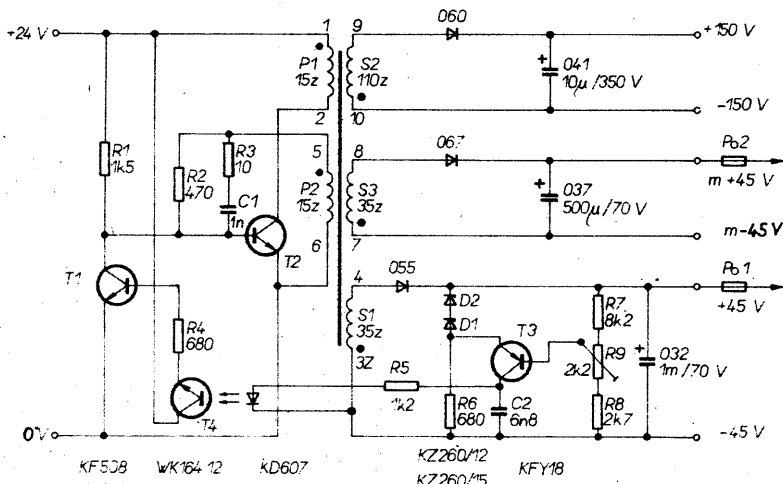 +24 V
1
9
060
+150 V
P1
15z
S2
110z
+
041
10µ/350 V
2
10
-150 V
R1
1k5
R2
470
R3
10
C1
1n
5
P2
15z
6
T2
8
067
S3
35z
7
+
037
500µ/70 V
Po2
m +45 V
m -45 V
T1
R4
680
T4
4
055
S1
35z
3Z
D2
D1
T3
R7
8k2
R9
2k2
R8
2k7
+
032
1m/70 V
Po1
+45 V
R5
1k2
R6
680
C2
6n8
0 V
-45 V
KF508
WK164 12
KD607
KZ260/12
KZ260/15
KFY18